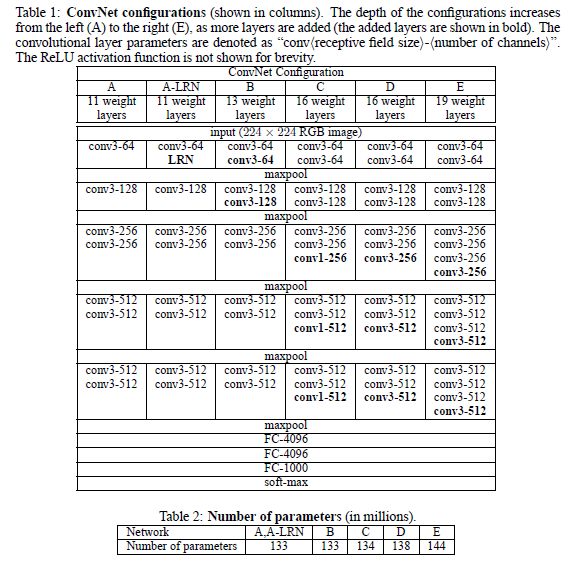 Table 1: ConvNet configurations (shown in columns). The depth of the configurations increases
from the left (A) to the right (E), as more layers are added (the added layers are shown in bold). The
convolutional layer parameters are denoted as “conv⟨receptive field size⟩-⟨number of channels⟩”.
The ReLU activation function is not shown for brevity.
ConvNet Configuration
A A-LRN B C D E
11 weight 11 weight 13 weight 16 weight 16 weight 19 weight
layers layers layers layers layers layers
input (224 × 224 RGB image)
conv3-64 conv3-64 conv3-64 conv3-64 conv3-64 conv3-64
LRN conv3-64 conv3-64 conv3-64 conv3-64
maxpool
conv3-128 conv3-128 conv3-128 conv3-128 conv3-128 conv3-128
conv3-128 conv3-128 conv3-128 conv3-128
maxpool
conv3-256 conv3-256 conv3-256 conv3-256 conv3-256 conv3-256
conv3-256 conv3-256 conv3-256 conv3-256 conv3-256 conv3-256
conv1-256 conv3-256 conv3-256
conv3-256
maxpool
conv3-512 conv3-512 conv3-512 conv3-512 conv3-512 conv3-512
conv3-512 conv3-512 conv3-512 conv3-512 conv3-512 conv3-512
conv1-512 conv3-512 conv3-512
conv3-512
maxpool
conv3-512 conv3-512 conv3-512 conv3-512 conv3-512 conv3-512
conv3-512 conv3-512 conv3-512 conv3-512 conv3-512 conv3-512
conv1-512 conv3-512 conv3-512
conv3-512
maxpool
FC-4096
FC-4096
FC-1000
soft-max
Table 2: Number of parameters (in millions).
Network A,A-LRN B C D E
Number of parameters 133 133 134 138 144